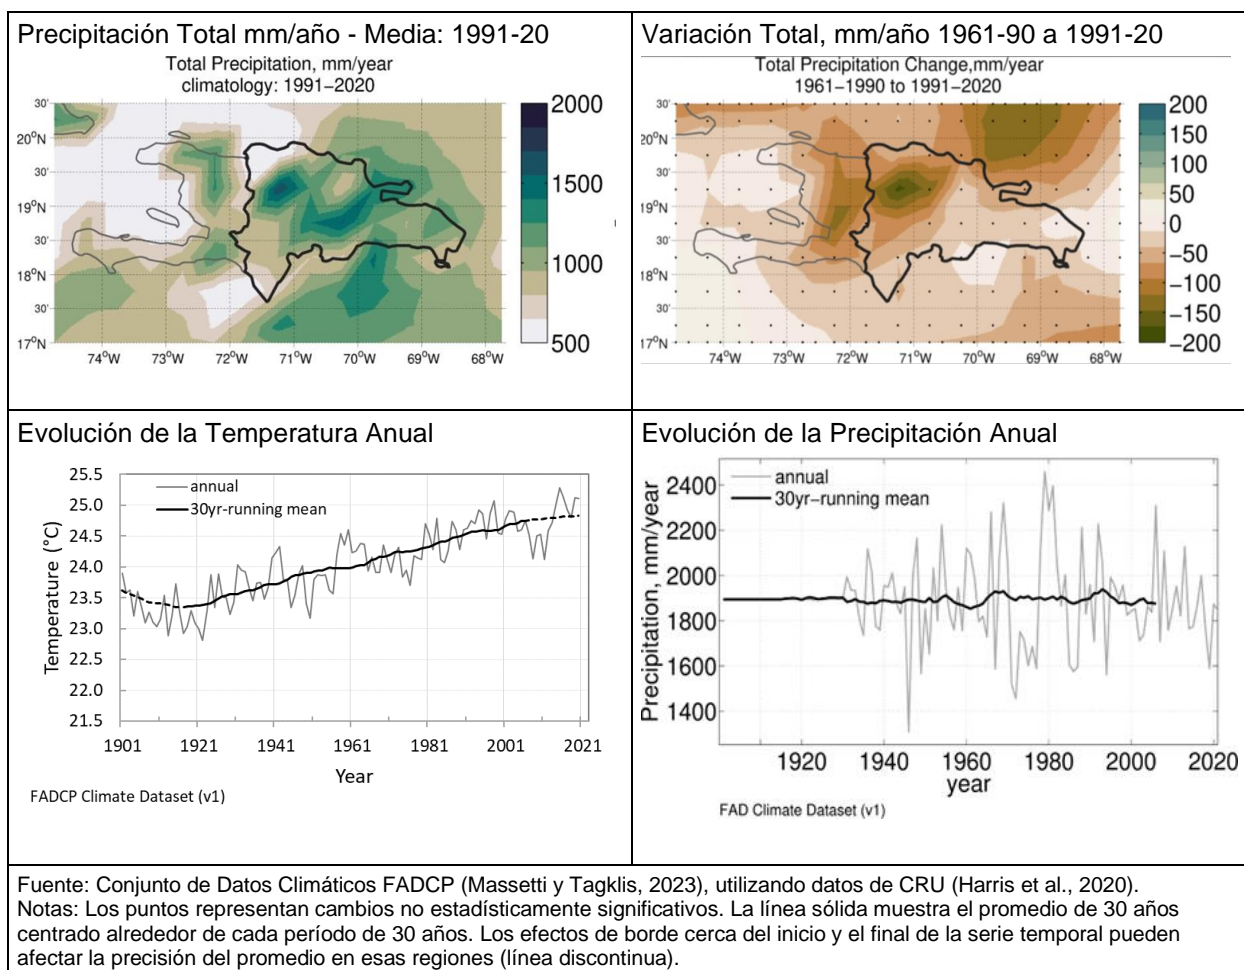 Precipitación Total mm/año - Media: 1991-20
Total Precipitation, mm/year
climatology: 1991−2020
30'
20°N
30'
19°N
30'
18°N
30'
17°N
74°W 73°W 72°W 71°W 70°W 69°W 68°W
2000
1500
1000
500
Variación Total, mm/año 1961-90 a 1991-20
Total Precipitation Change,mm/year
1961−1990 to 1991−2020
30'
20°N
30'
19°N
30'
18°N
30'
17°N
74°W 73°W 72°W 71°W 70°W 69°W 68°W
200
150
100
50
0
−50
−100
−150
−200
Evolución de la Temperatura Anual
annual
30yr-running mean
Temperature (°C)
25.5
25.0
24.5
24.0
23.5
23.0
22.5
22.0
21.5
1901 1921 1941 1961 1981 2001 2021
Year
FADCP Climate Dataset (v1)
Evolución de la Precipitación Anual
annual
30yr−running mean
Precipitation, mm/year
2400
2200
2000
1800
1600
1400
1920 1940 1960 1980 2000 2020
year
FAD Climate Dataset (v1)
Fuente: Conjunto de Datos Climáticos FADCP (Massetti y Tagklis, 2023), utilizando datos de CRU (Harris et al., 2020).
Notas: Los puntos representan cambios no estadísticamente significativos. La línea sólida muestra el promedio de 30 años
centrado alrededor de cada período de 30 años. Los efectos de borde cerca del inicio y el final de la serie temporal pueden
afectar la precisión del promedio en esas regiones (línea discontinua).